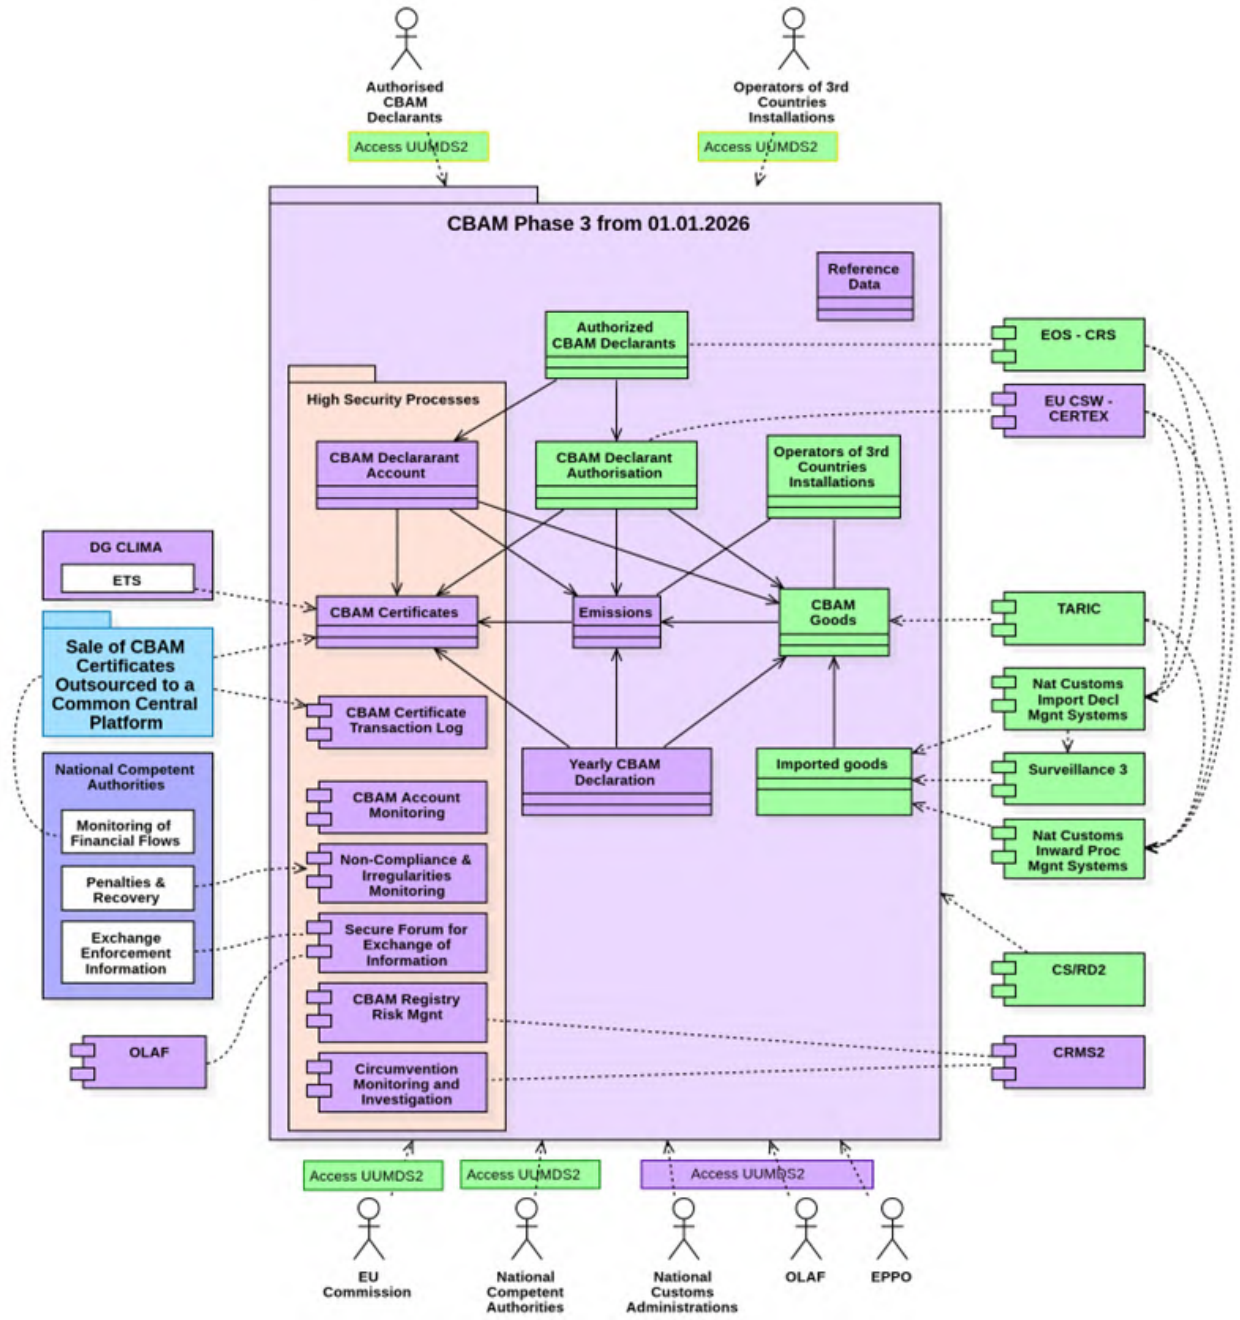 Authorised
CBAM
Declarants
Operators of 3rd
Countries
Installations
Access UUMDS2
Access UUMDS2
CBAM Phase 3 from 01.01.2026
Reference
Data
Authorized
CBAM Declarants
EOS - CRS
High Security Processes
EU CSW -
CERTEX
CBAM Declararant
Account
CBAM Declarant
Authorisation
Operators of 3rd
Countries
Installations
DG CLIMA
ETS
CBAM Certificates
Emissions
CBAM
Goods
TARIC
Sale of CBAM
Certificates
Outsourced to a
Common Central
Platform
CBAM Certificate
Transaction Log
Nat Customs
Import Decl
Mgnt Systems
National Competent
Authorities
Yearly CBAM
Declaration
Imported goods
Surveillance 3
Monitoring of
Financial Flows
CBAM Account
Monitoring
Nat Customs
Inward Proc
Mgnt Systems
Penalties &
Recovery
Non-Compliance &
Irregularities
Monitoring
Exchange
Enforcement
Information
Secure Forum for
Exchange of
Information
CS/RD2
CBAM Registry
Risk Mgnt
OLAF
CRMS2
Circumvention
Monitoring and
Investigation
Access UUMDS2
Access UUMDS2
Access UUMDS2
EU
Commission
National
Competent
Authorities
National
Customs
Administrations
OLAF
EPPO